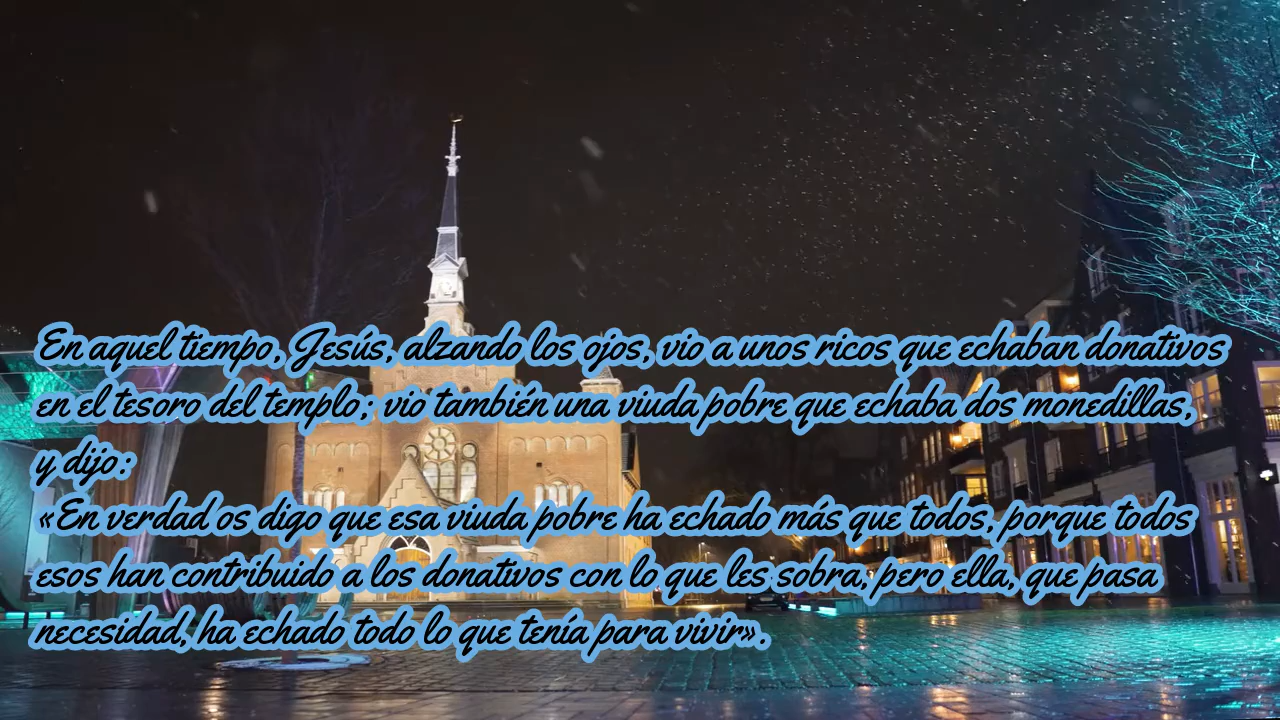 En aquel tiempo, Jesús, alzando los ojos, vio a unos ricos que echaban donativos
en el tesoro del templo; vio también una viuda pobre que echaba dos monedillas,
y dijo:
«En verdad os digo que esa viuda pobre ha echado más que todos, porque todos
esos han contribuido a los donativos con lo que les sobra, pero ella, que pasa
necesidad, ha echado todo lo que tenía para vivir».